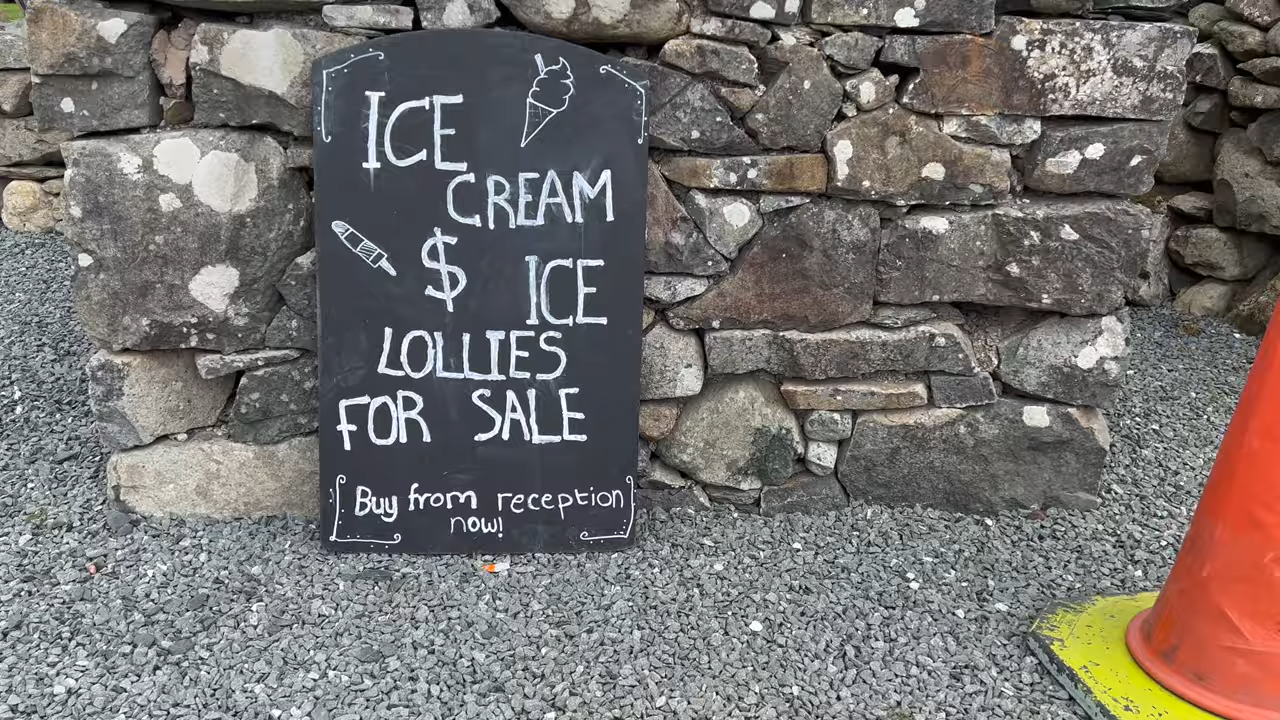 ICE
CREAM
$ ICE
LOLLIES
FOR SALE
Buy from reception
now!